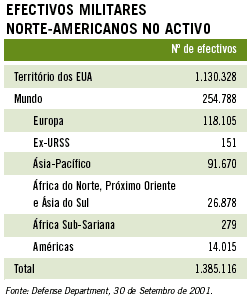 EFECTIVOS MILITARES
NORTE-AMERICANOS NO ACTIVO
Nº de efectivos
Território dos EUA 1.130.328
Mundo 254.788
Europa 118.105
Ex-URSS 151
Ásia-Pacífico 91.670
África do Norte, Próximo Oriente
e Ásia do Sul 26.878
África Sub-Sariana 279
Américas 14.015
Total 1.385.116
Fonte: Defense Department, 30 de Setembro de 2001.